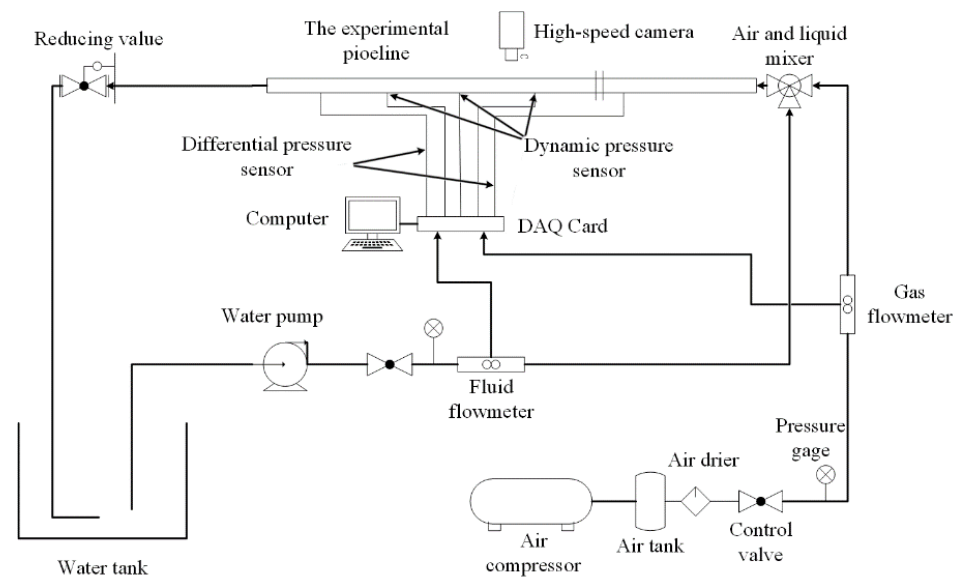 Reducing value
The experimental
pioeline
High-speed camera
Air and liquid
mixer
Differential pressure
sensor
Dynamic pressure
sensor
Computer
DAQ Card
Gas
flowmeter
Water pump
Fluid
flowmeter
Pressure
gage
Air drier
Air
compressor
Air tank
Control
valve
Water tank